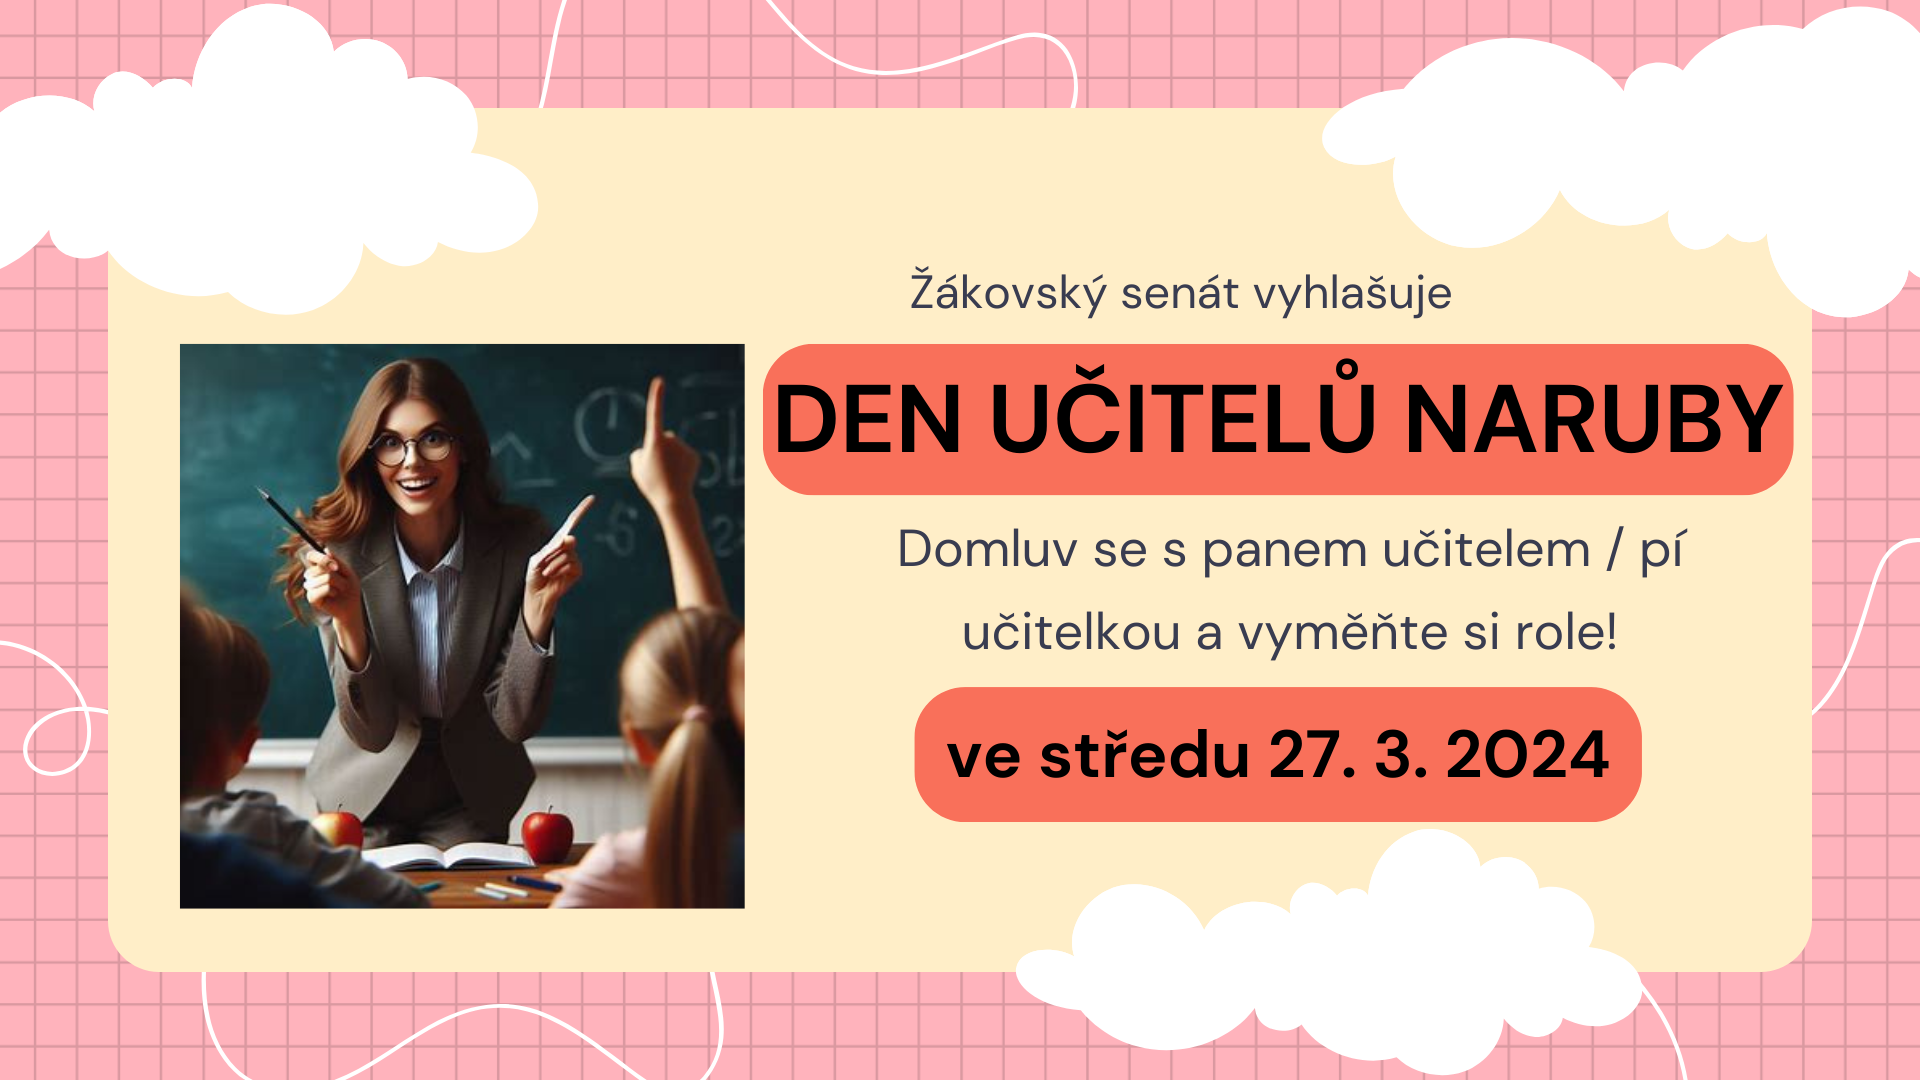 Žákovský senát vyhlašuje
DEN UČITELŮ NARUBY
Domluv se s panem učitelem / pí
učitelkou a vyměňte si role!
ve středu 27. 3. 2024